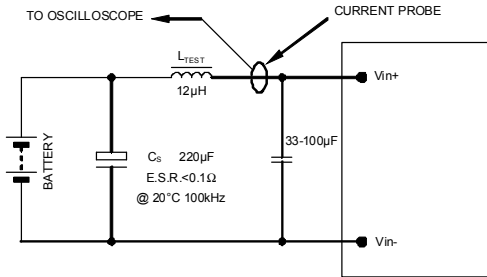 TO OSCILLOSCOPE
CURRENT PROBE
LTEST
12µH
Vin+
BATTERY
CS 220µF
E.S.R.<0.1Ω
@ 20°C 100kHz
33-100µF
Vin-